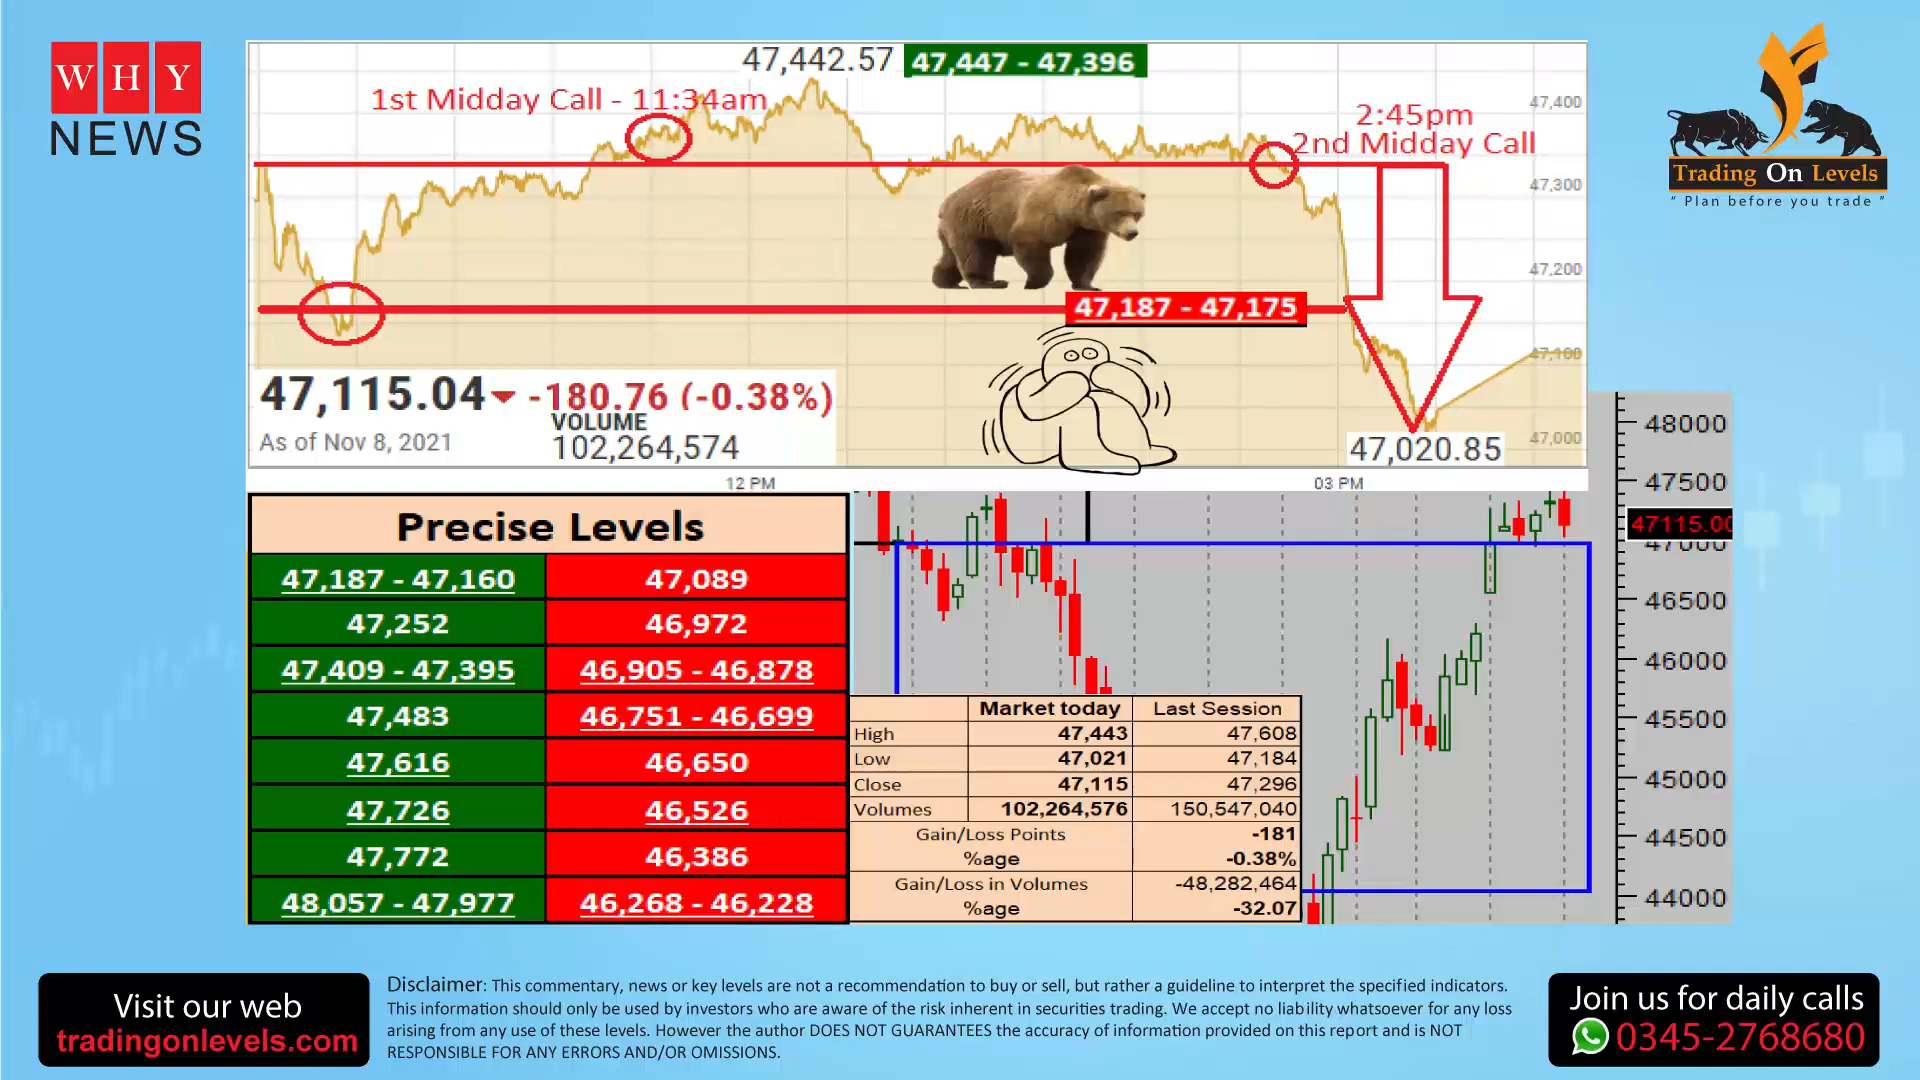 WHY
NEWS
47,442.57
47,447 - 47,396
1st Midday Call - 11:34am
2:45pm
2nd Midday Call
47,400
47,300
47,200
47,100
47,000
47,187 - 47,175
47,115.04 -180.76 (-0.38%)
As of Nov 8, 2021
VOLUME
102,264,574
47,020.85
12 PM
03 PM
Trading On Levels
" Plan before you trade "
Precise Levels
47,187 - 47,160 47,089
47,252 46,972
47,409 - 47,395 46,905 - 46,878
47,483 46,751 - 46,699
47,616 46,650
47,726 46,526
47,772 46,386
48,057 - 47,977 46,268 - 46,228
Market today Last Session
High 47,443 47,608
Low 47,021 47,184
Close 47,115 47,296
Volumes 102,264,576 150,547,040
Gain/Loss Points -181
%age -0.38%
Gain/Loss in Volumes -48,282,464
%age -32.07
48000
47500
47115.00
47000
46500
46000
45500
45000
44500
44000
Visit our web
tradingonlevels.com
Disclaimer: This commentary, news or key levels are not a recommendation to buy or sell, but rather a guideline to interpret the specified indicators.
This information should only be used by investors who are aware of the risk inherent in securities trading. We accept no liability whatsoever for any loss
arising from any use of these levels. However the author DOES NOT GUARANTEES the accuracy of information provided on this report and is NOT
RESPONSIBLE FOR ANY ERRORS AND/OR OMISSIONS.
Join us for daily calls
0345-2768680